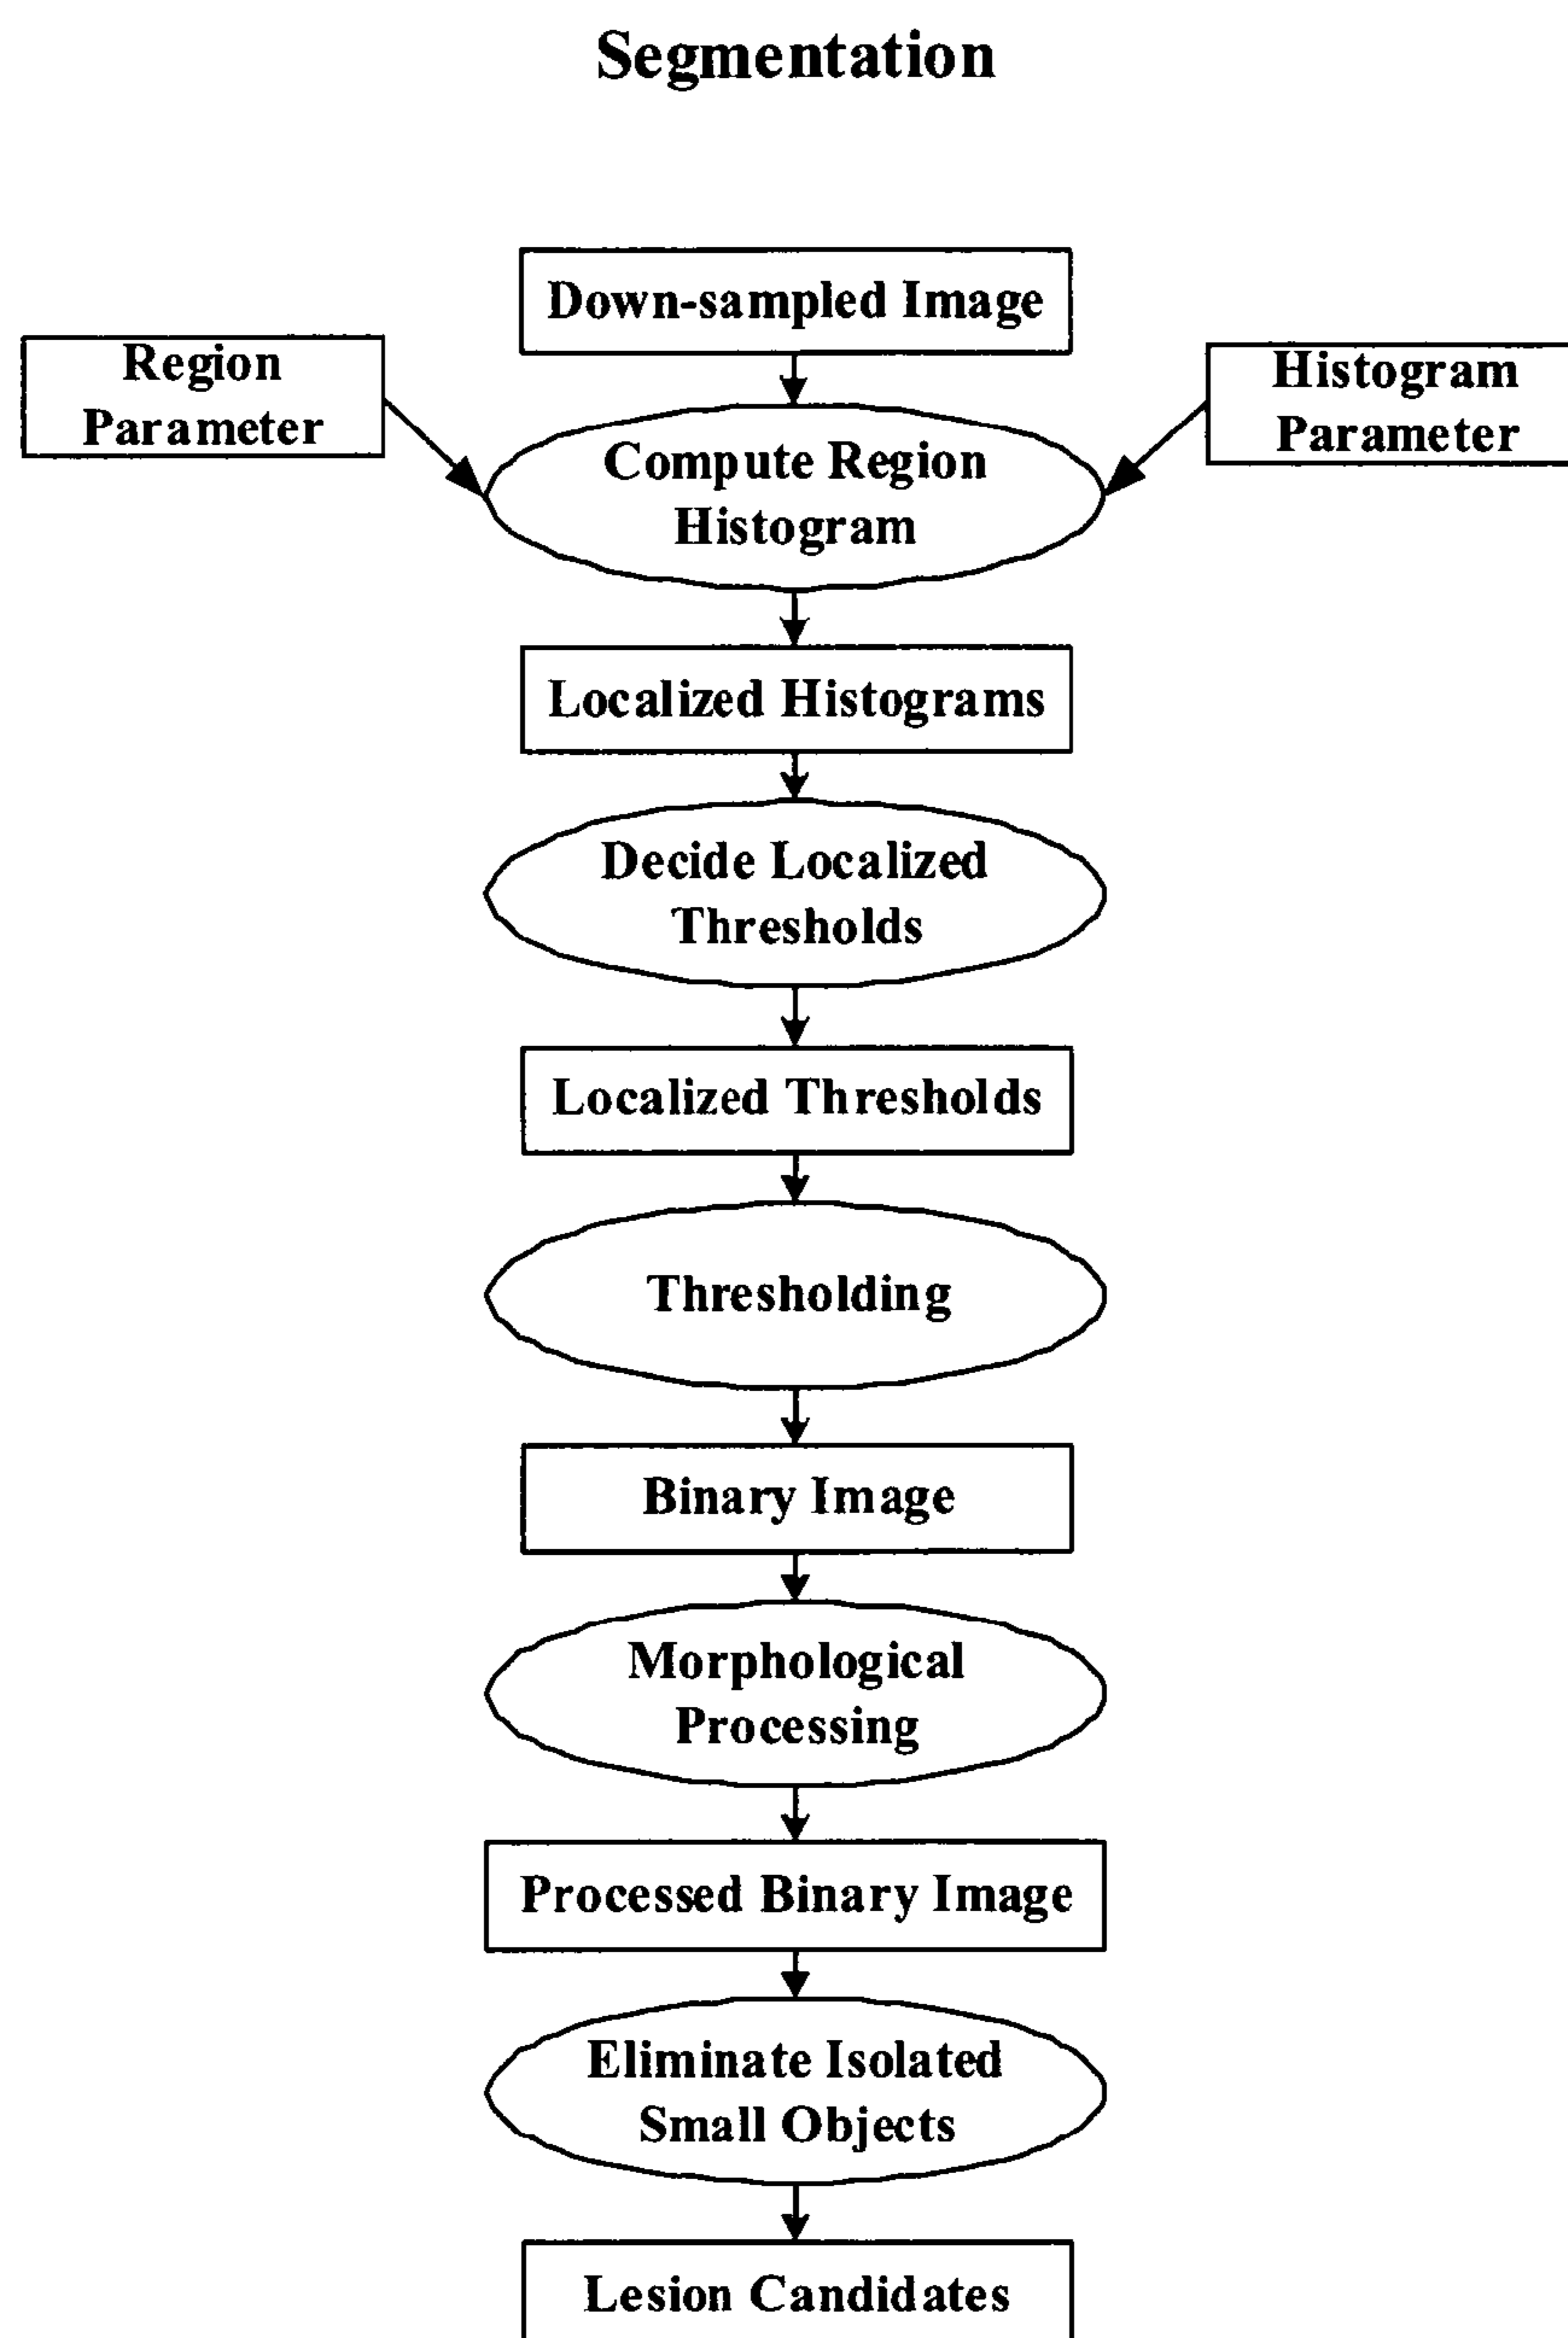 Segmentation
Down-sampled Image
Region
Parameter
Histogram
Parameter
Compute Region
Histogram
Localized Histograms
Decide Localized
Thresholds
Localized Thresholds
Thresholding
Binary Image
Morphological
Processing
Processed Binary Image
Eliminate Isolated
Small Objects
Lesion Candidates